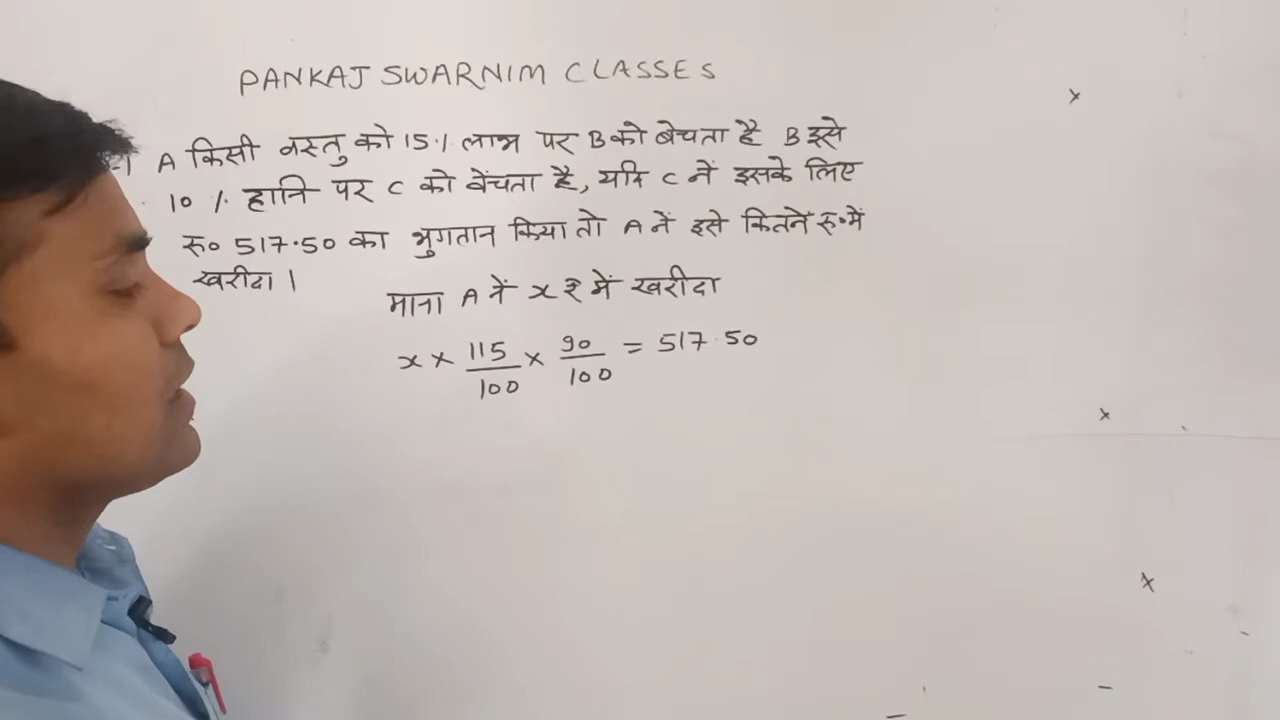 PANKAJ SWARNIM CLASSES
-1 A किसी वस्तु को 15% लाभ पर B को बेचता है B इसे
10 % हानि पर C को बेंचता है, यदि C नें इसके लिए
रु० 517.50 का भुगतान किया तो A नें इसे कितने रु० में
खरीदा।
माना A नें x ₹ में खरीदा
x × 115/100 × 90/100 = 517.50